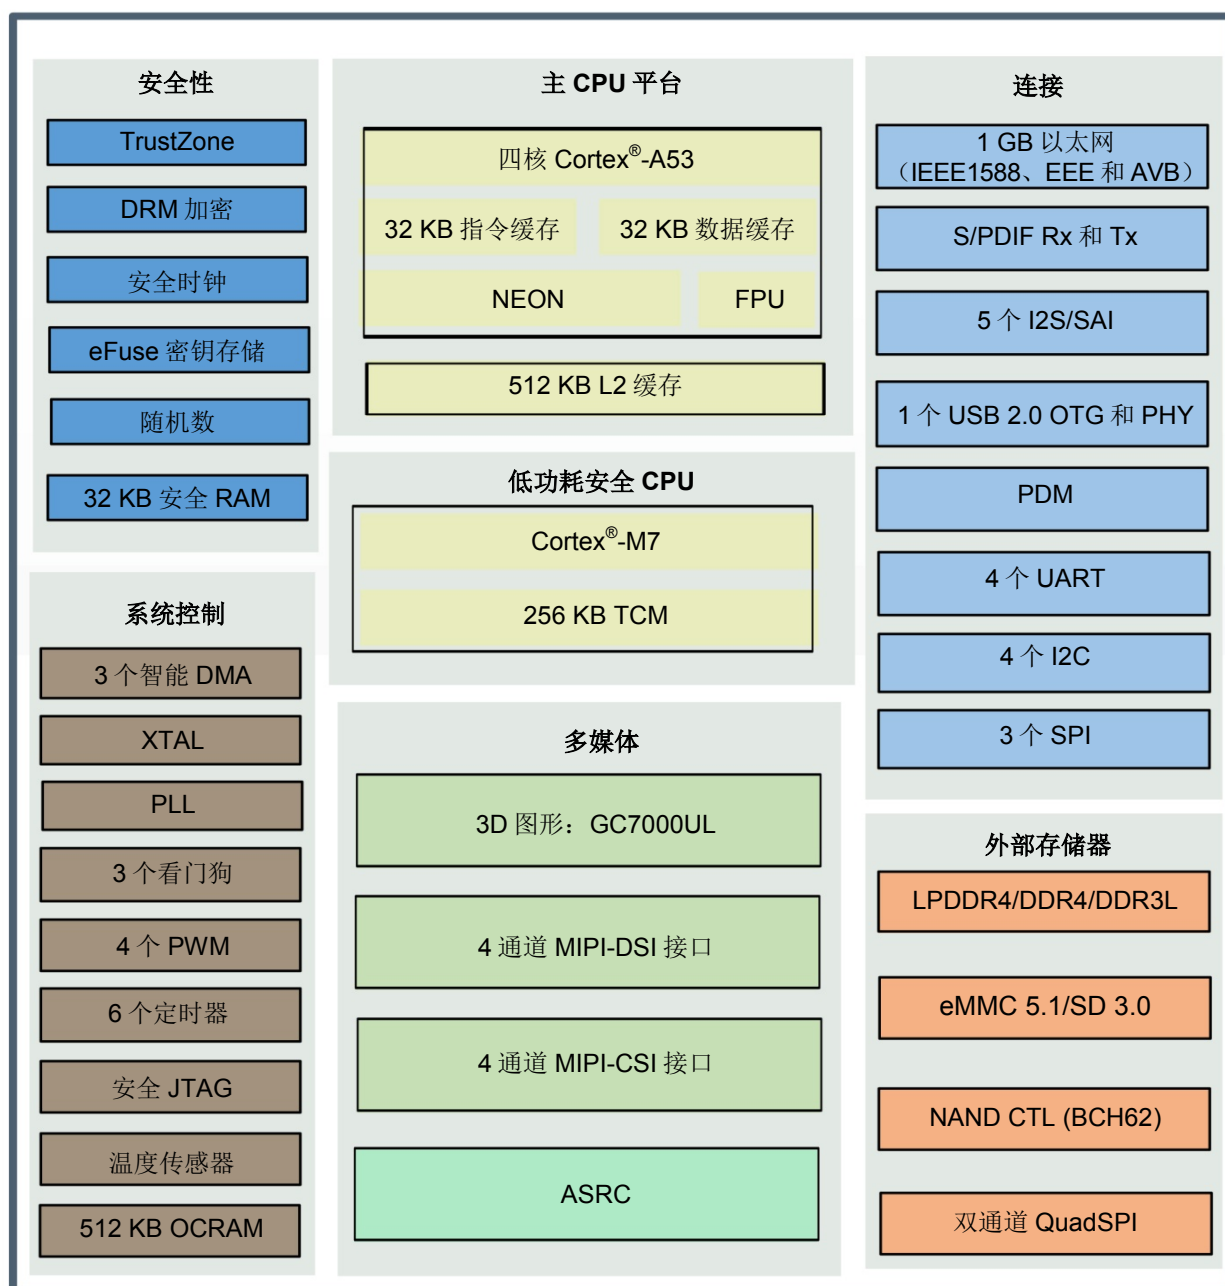 安全性
TrustZone
DRM 加密
安全时钟
eFuse 密钥存储
随机数
32 KB 安全 RAM
系统控制
3 个智能 DMA
XTAL
PLL
3 个看门狗
4 个 PWM
6 个定时器
安全 JTAG
温度传感器
512 KB OCRAM
主 CPU 平台
四核 Cortex®-A53
32 KB 指令缓存
32 KB 数据缓存
NEON
FPU
512 KB L2 缓存
低功耗安全 CPU
Cortex®-M7
256 KB TCM
多媒体
3D 图形：GC7000UL
4 通道 MIPI-DSI 接口
4 通道 MIPI-CSI 接口
ASRC
连接
1 GB 以太网
（IEEE1588、EEE 和 AVB）
S/PDIF Rx 和 Tx
5 个 I2S/SAI
1 个 USB 2.0 OTG 和 PHY
PDM
4 个 UART
4 个 I2C
3 个 SPI
外部存储器
LPDDR4/DDR4/DDR3L
eMMC 5.1/SD 3.0
NAND CTL (BCH62)
双通道 QuadSPI